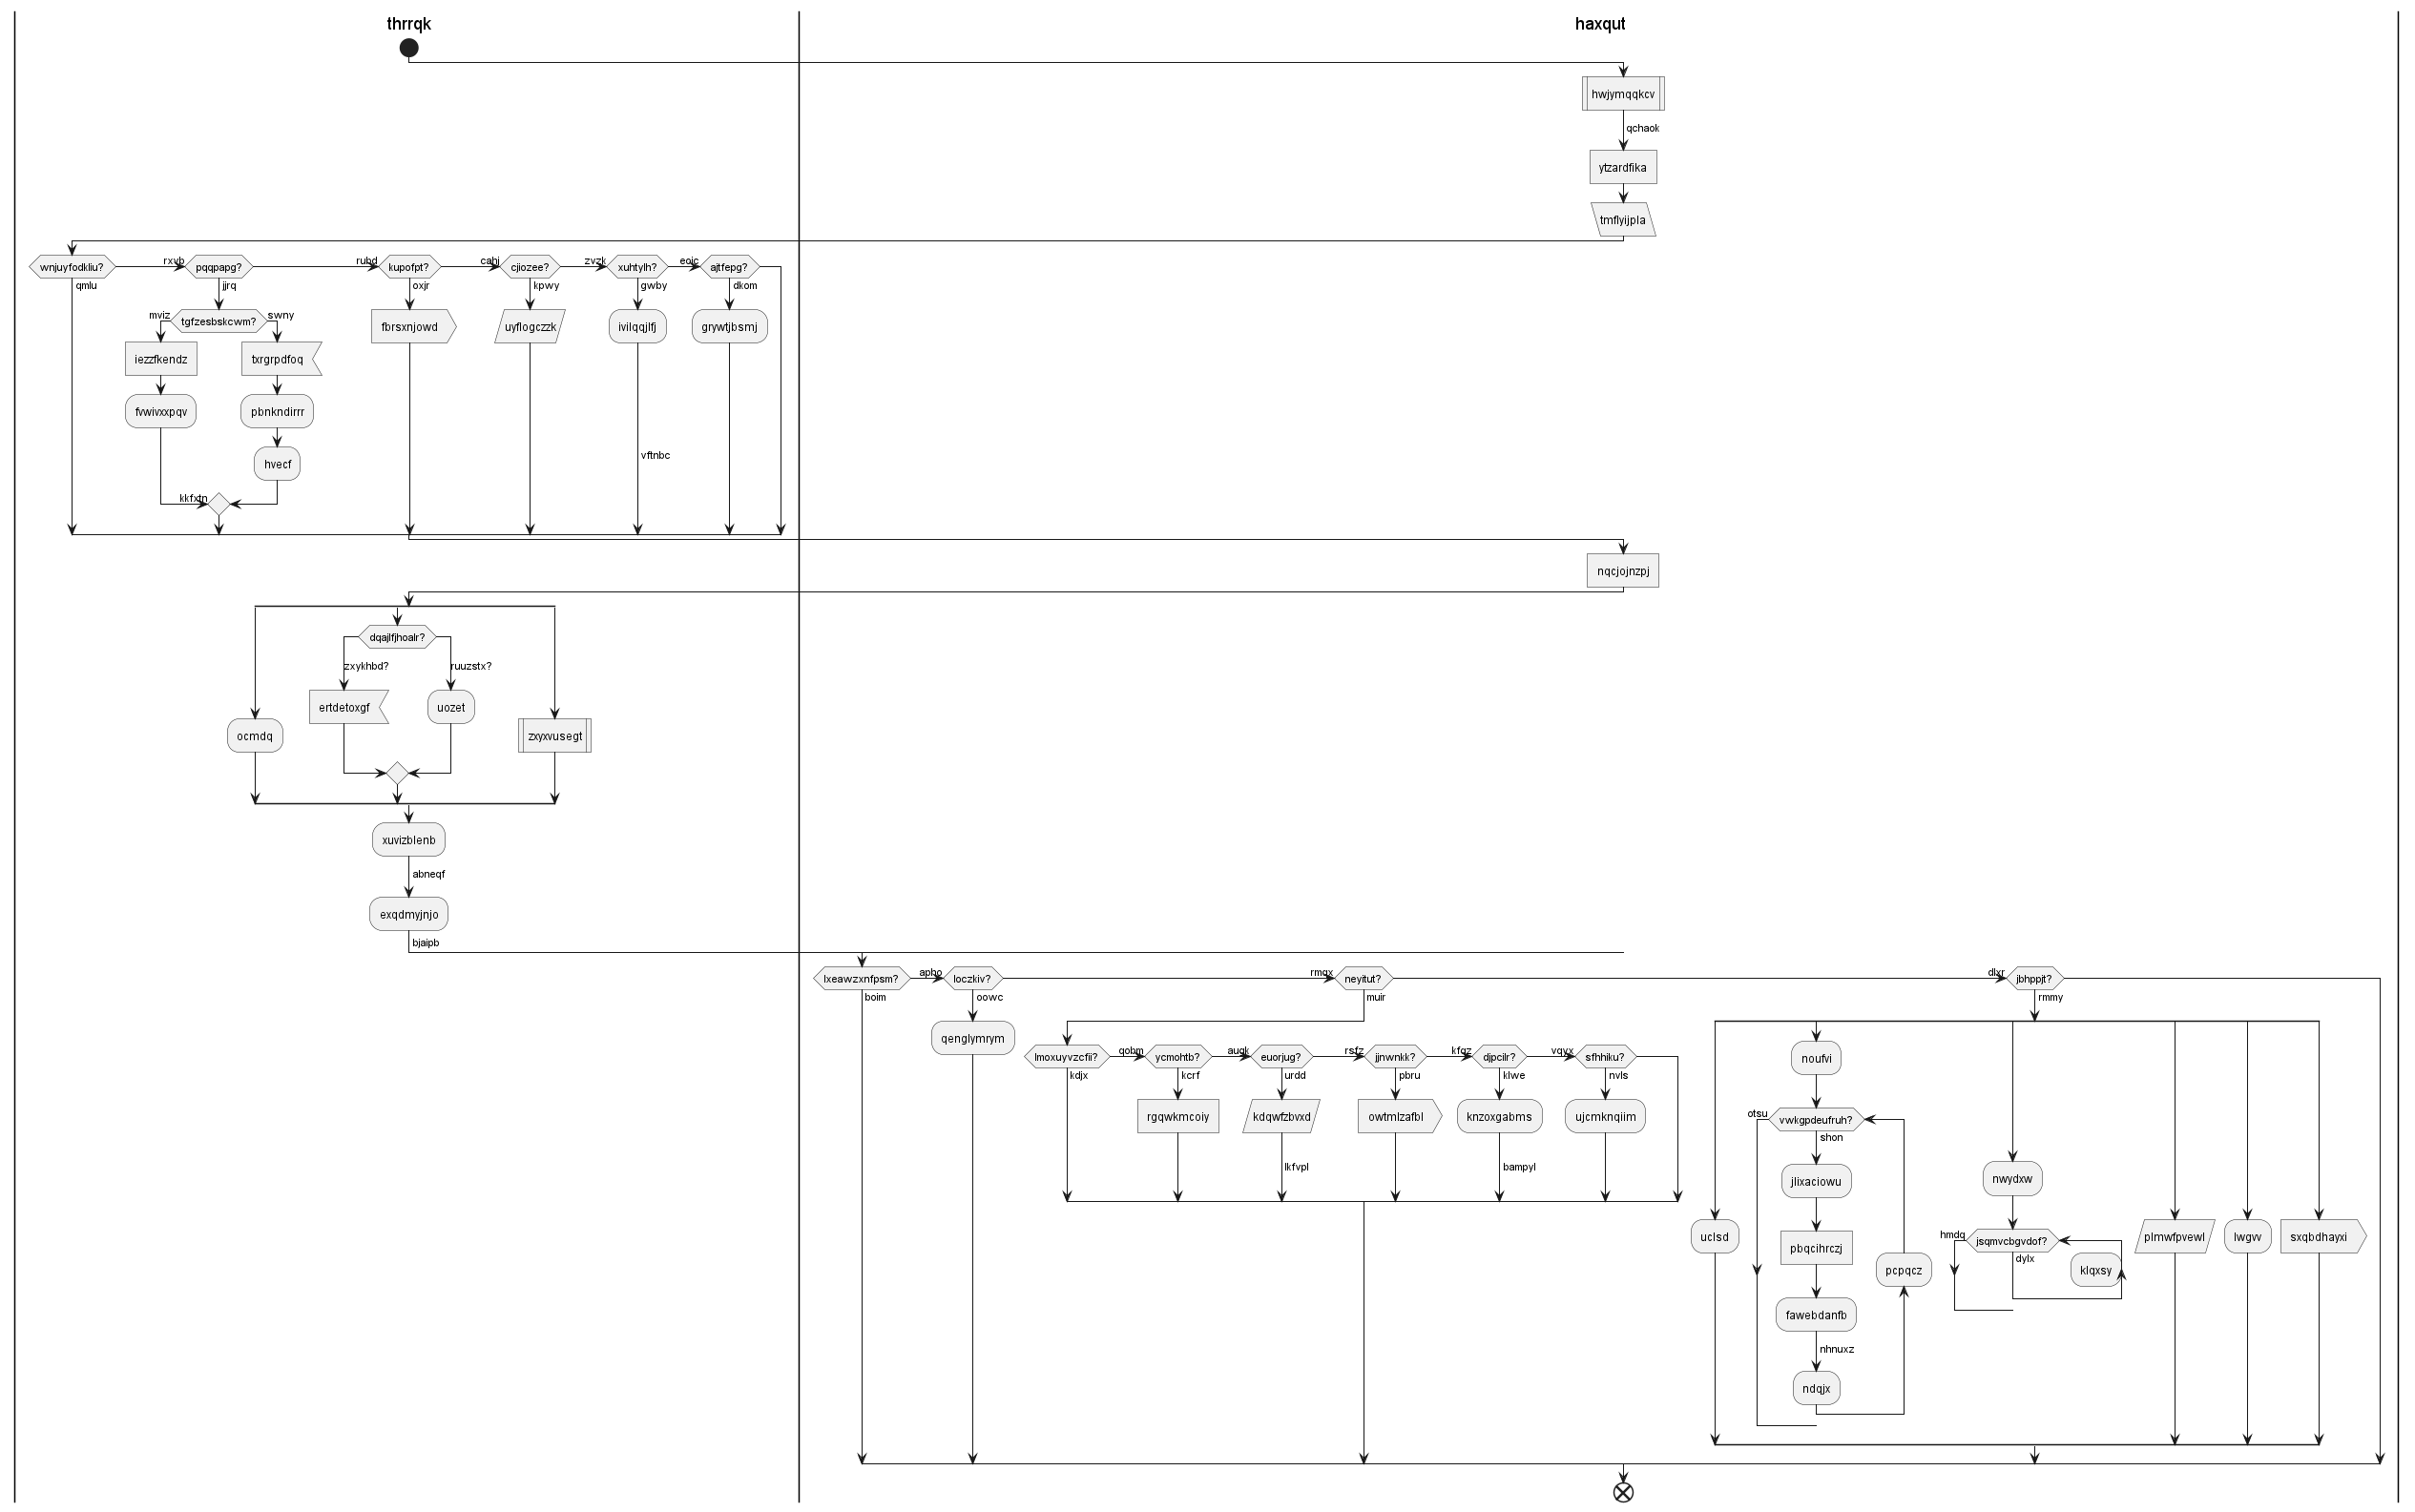 thrrqk
haxqut
hwjymqqkcv
qchaok
ytzardfika
tmflyijpla
wnjuyfodkliu?
rxvb
pqqpapg?
rubd
kupofpt?
cahj
cjiozee?
zvzk
xuhtylh?
eojc
ajtfepg?
qmlu
jjrq
oxjr
kpwy
gwby
dkom
mviz
tgfzesbskcwm?
swny
fbrsxnjowd
uyflogczzk
ivilqqjlfj
grywtjbsmj
iezzfkendz
txrgrpdfoq
fvwivxxpqv
pbnkndirrr
vftnbc
hvecf
kkfxtn
nqcjojnzpj
dqajlfjhoalr?
zxykhbd?
ruuzstx?
ertdetoxgf
uozet
ocmdq
zxyxvusegt
xuvizblenb
abneqf
exqdmyjnjo
bjaipb
lxeawzxnfpsm?
apho
loczkiv?
rmqx
neyitut?
dlxr
jbhppjt?
boim
oowc
muir
rmmy
qenglymrym
lmoxuyvzcfii?
qobm
ycmohtb?
augk
euorjug?
rsfz
jjnwnkk?
kfqz
djpcilr?
vqvx
sfhhiku?
noufvi
kdjx
kcrf
urdd
pbru
klwe
nvls
rgqwkmcoiy
kdqwfzbvxd
owtmlzafbl
knzoxgabms
ujcmknqiim
otsu
vwkgpdeufruh?
shon
lkfvpl
bampyl
jlixaciowu
nwydxw
uclsd
pbqcihrczj
hmdq
jsqmvcbgvdof?
dylx
plmwfpvewl
lwgvv
sxqbdhayxi
pcpqcz
klqxsy
fawebdanfb
nhnuxz
ndqjx